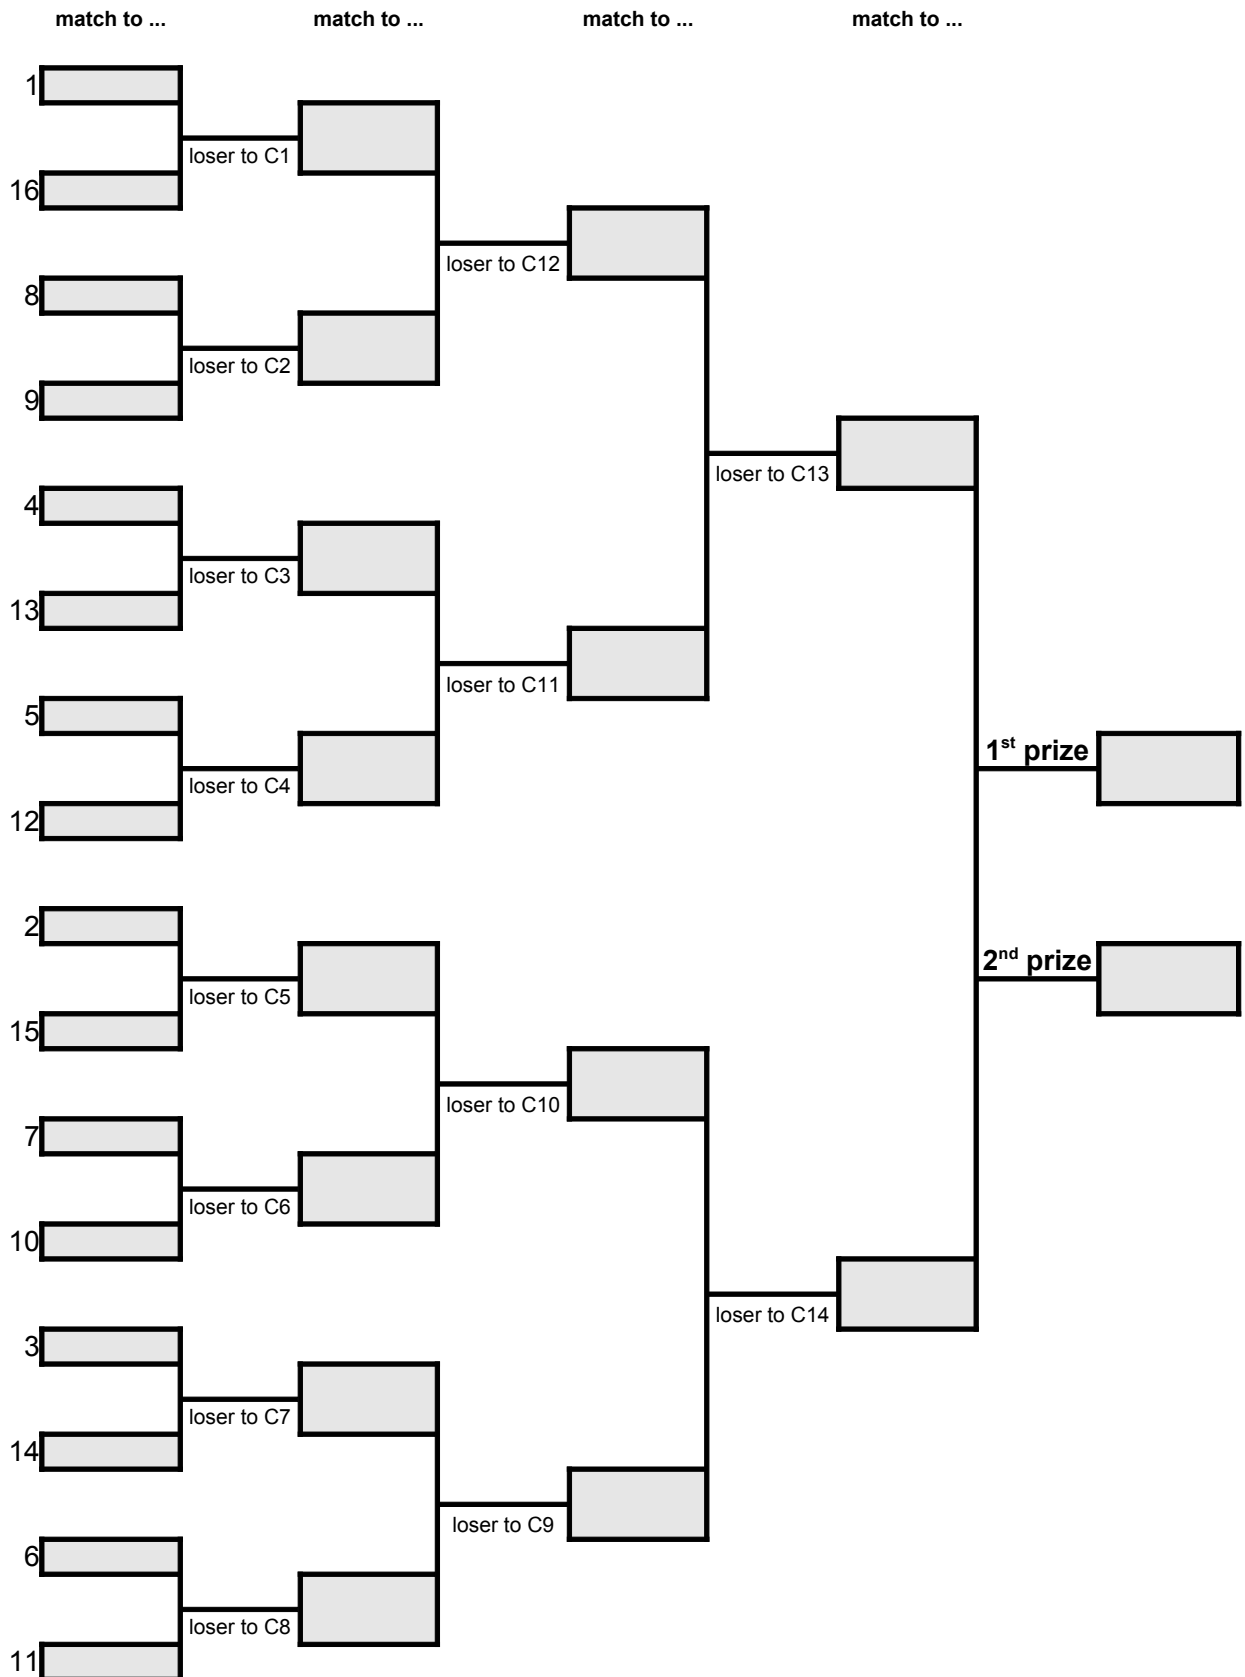 match to ... match to ... match to ... match to ...
1
loser to C1
16
loser to C12
8
loser to C2
9
loser to C13
4
loser to C3
13
loser to C11
5
1st prize
loser to C4
12
2nd prize
2
loser to C5
15
loser to C10
7
loser to C6
10
loser to C14
3
loser to C7
14
loser to C9
6
loser to C8
11